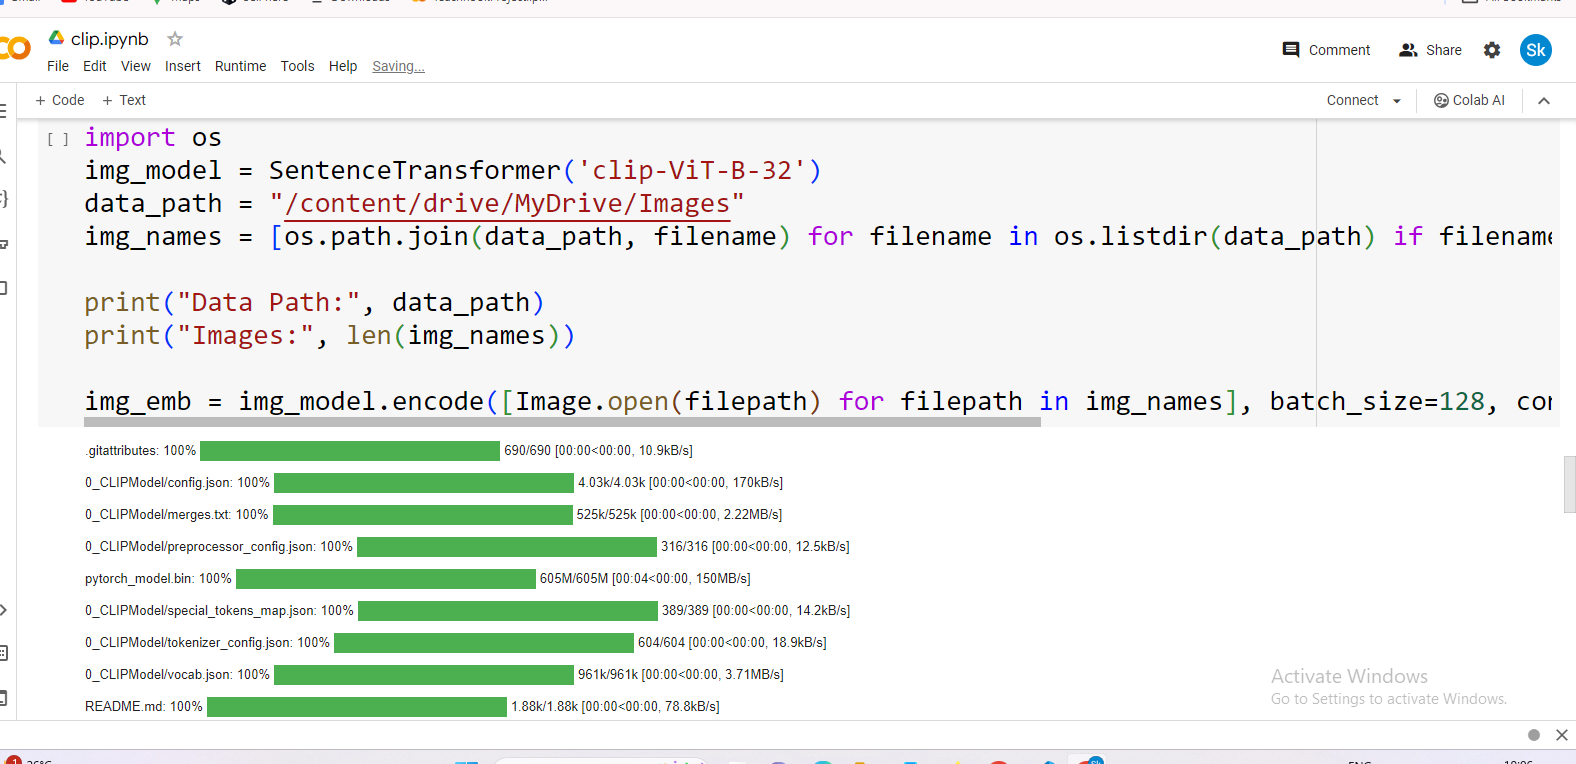 clip.ipynb
Comment
Share
Sk
File Edit View Insert Runtime Tools Help Saving...
+ Code + Text
Connect
Colab AI
[ ] import os
img_model = SentenceTransformer('clip-ViT-B-32')
data_path = "/content/drive/MyDrive/Images"
img_names = [os.path.join(data_path, filename) for filename in os.listdir(data_path) if filename
print("Data Path:", data_path)
print("Images:", len(img_names))
img_emb = img_model.encode([Image.open(filepath) for filepath in img_names], batch_size=128, con
.gitattributes: 100% 690/690 [00:00<00:00, 10.9kB/s]
0_CLIPModel/config.json: 100% 4.03k/4.03k [00:00<00:00, 170kB/s]
0_CLIPModel/merges.txt: 100% 525k/525k [00:00<00:00, 2.22MB/s]
0_CLIPModel/preprocessor_config.json: 100% 316/316 [00:00<00:00, 12.5kB/s]
pytorch_model.bin: 100% 605M/605M [00:04<00:00, 150MB/s]
0_CLIPModel/special_tokens_map.json: 100% 389/389 [00:00<00:00, 14.2kB/s]
0_CLIPModel/tokenizer_config.json: 100% 604/604 [00:00<00:00, 18.9kB/s]
0_CLIPModel/vocab.json: 100% 961k/961k [00:00<00:00, 3.71MB/s]
README.md: 100% 1.88k/1.88k [00:00<00:00, 78.8kB/s]
Activate Windows
Go to Settings to activate Windows.